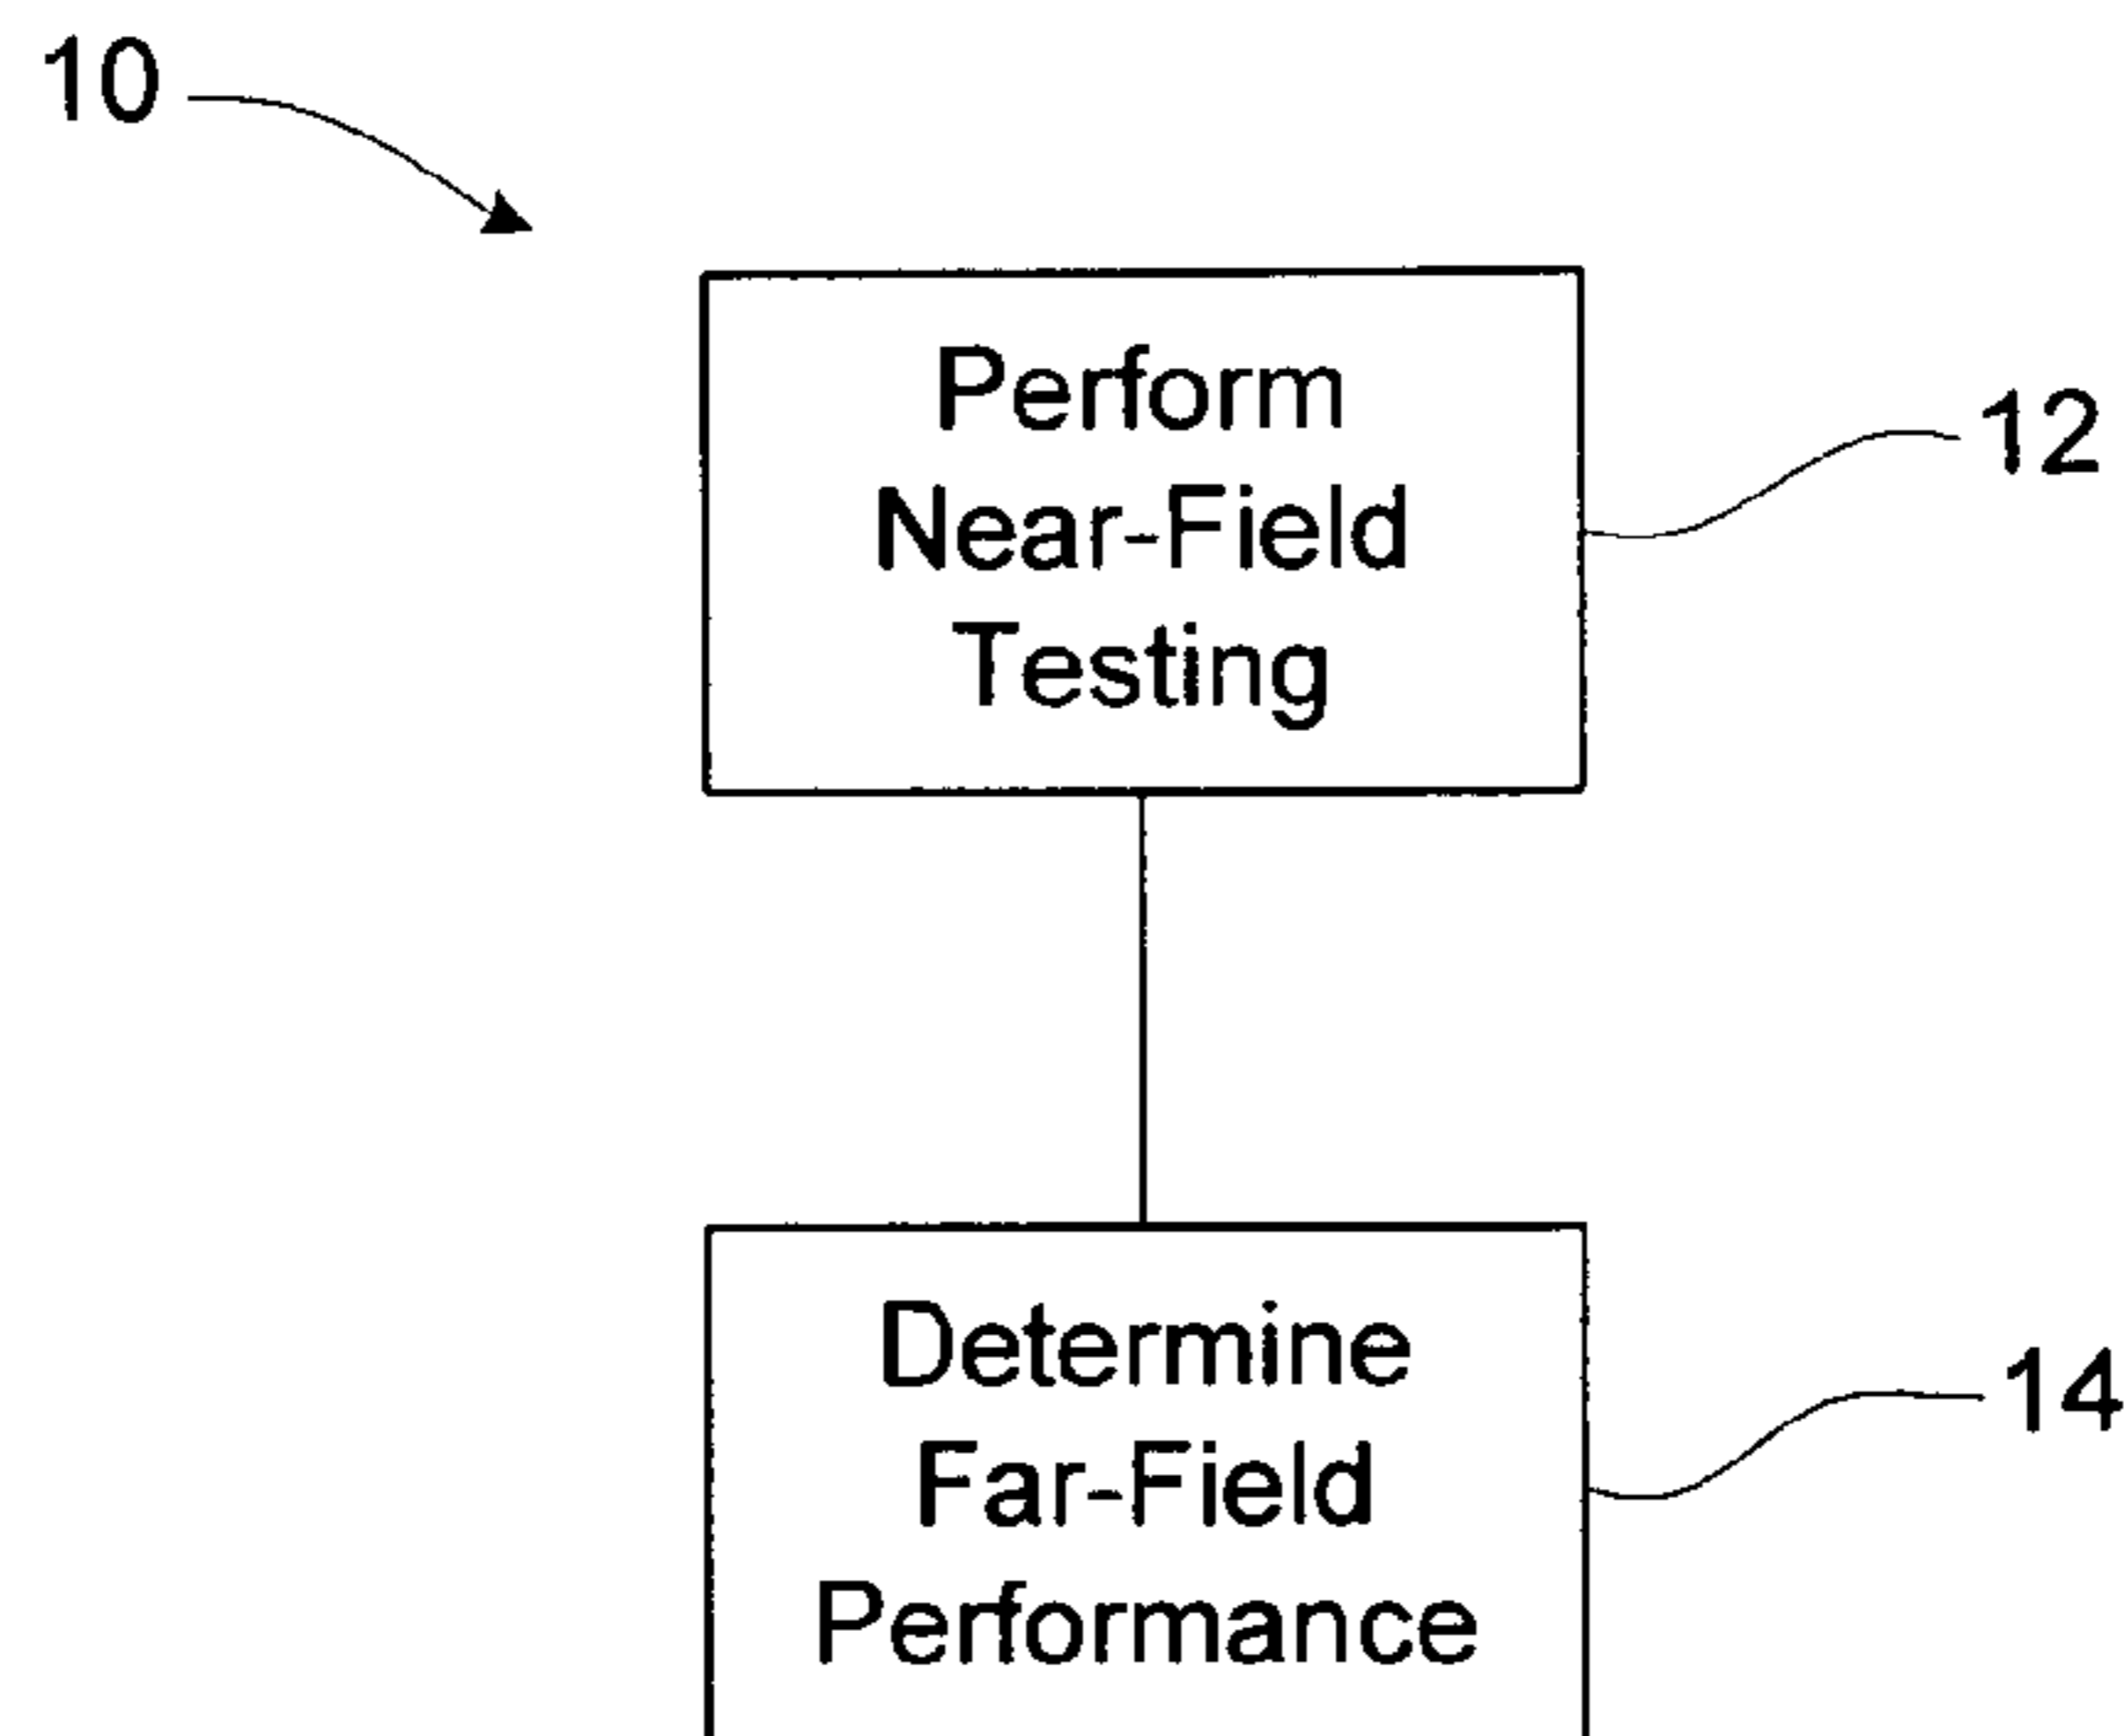 10
Perform
Near-Field
Testing
12
Determine
Far-Field
Performance
14